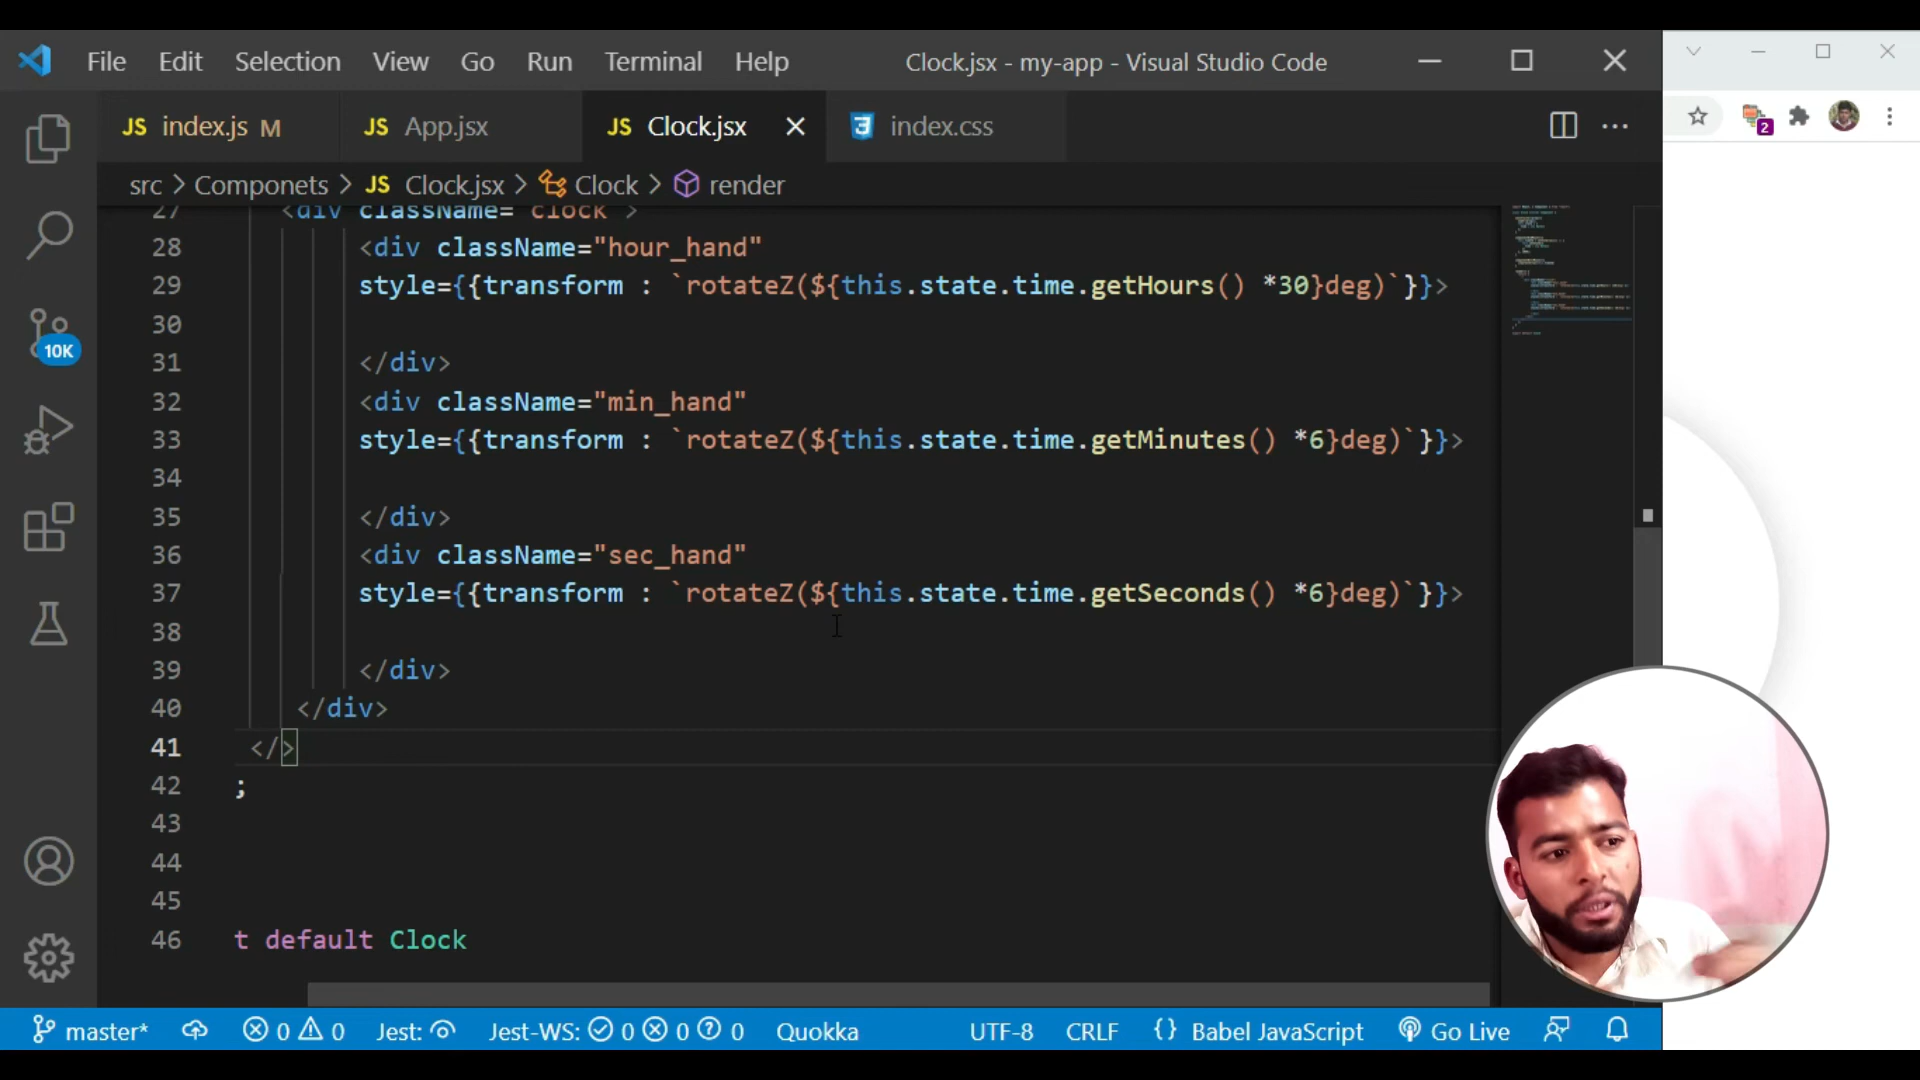 File Edit Selection View Go Run Terminal Help Clock.jsx - my-app - Visual Studio Code
JS index.js M JS App.jsx JS Clock.jsx index.css
2
src > Componets > JS Clock.jsx > Clock > render
27 <div className="clock">
28 <div className="hour_hand"
29 style={{transform : `rotateZ(${this.state.time.getHours() *30}deg)`}}>
30
31 </div>
32 <div className="min_hand"
33 style={{transform : `rotateZ(${this.state.time.getMinutes() *6}deg)`}}>
34
35 </div>
36 <div className="sec_hand"
37 style={{transform : `rotateZ(${this.state.time.getSeconds() *6}deg)`}}>
38
39 </div>
40 </div>
41 </>
42 ;
43
44
45
46 t default Clock
10K
master* 0 0 Jest: Jest-WS: 0 0 0 Quokka UTF-8 CRLF {} Babel JavaScript Go Live